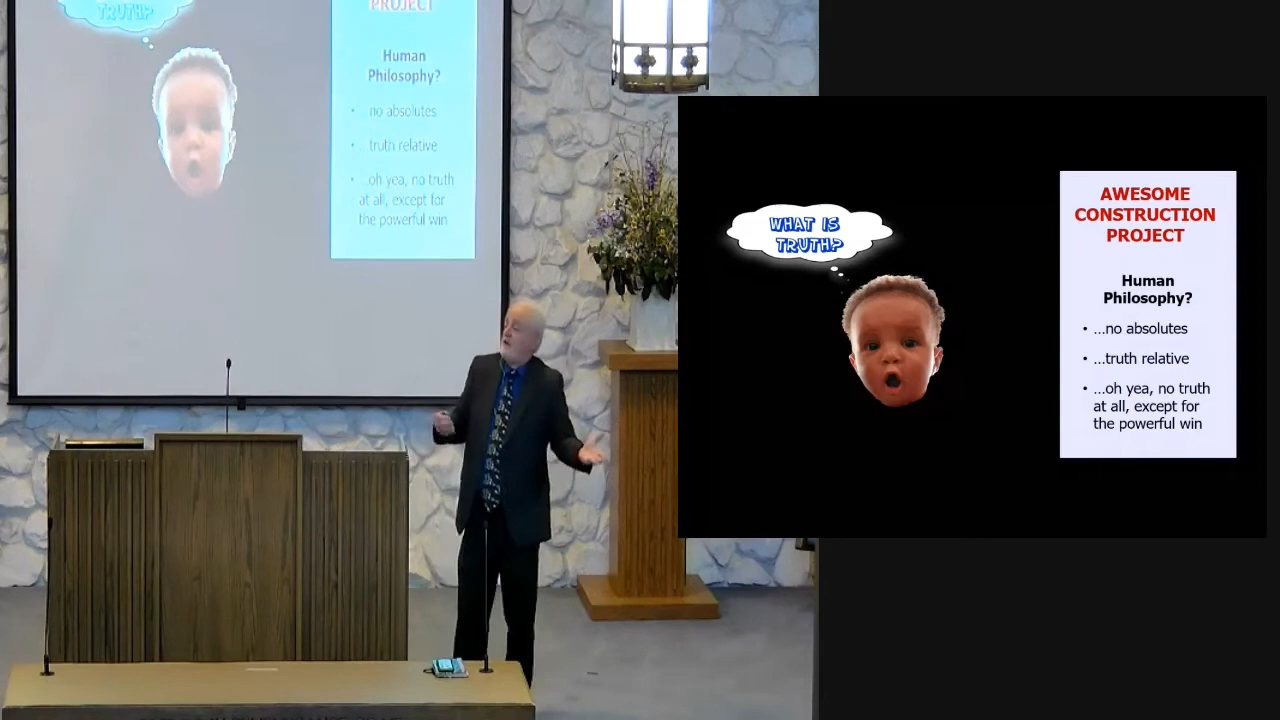 TRUTH?
PROJECT
Human
Philosophy?
• ...no absolutes
• ...truth relative
• ...oh yea, no truth
at all, except for
the powerful win
WHAT IS
TRUTH?
AWESOME
CONSTRUCTION
PROJECT
Human
Philosophy?
• ...no absolutes
• ...truth relative
• ...oh yea, no truth
at all, except for
the powerful win